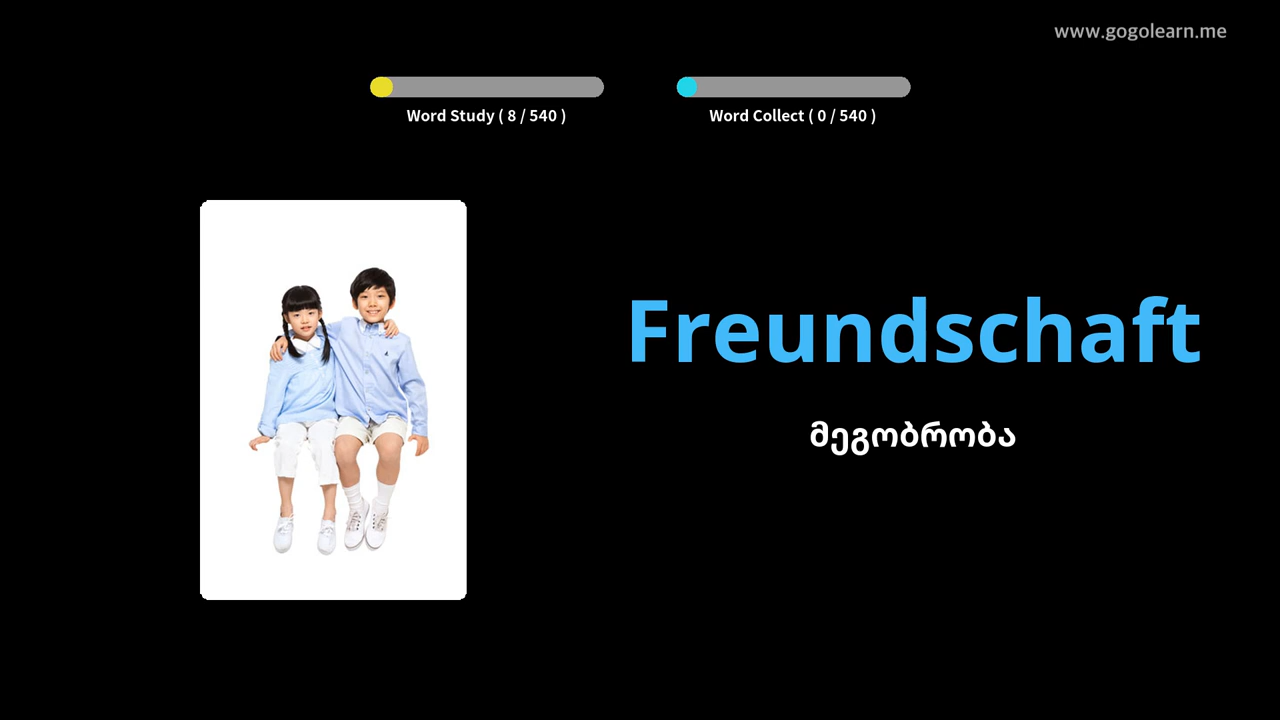 www.gogolearn.me
Word Study ( 8 / 540 )
Word Collect ( 0 / 540 )
Freundschaft
მეგობრობა